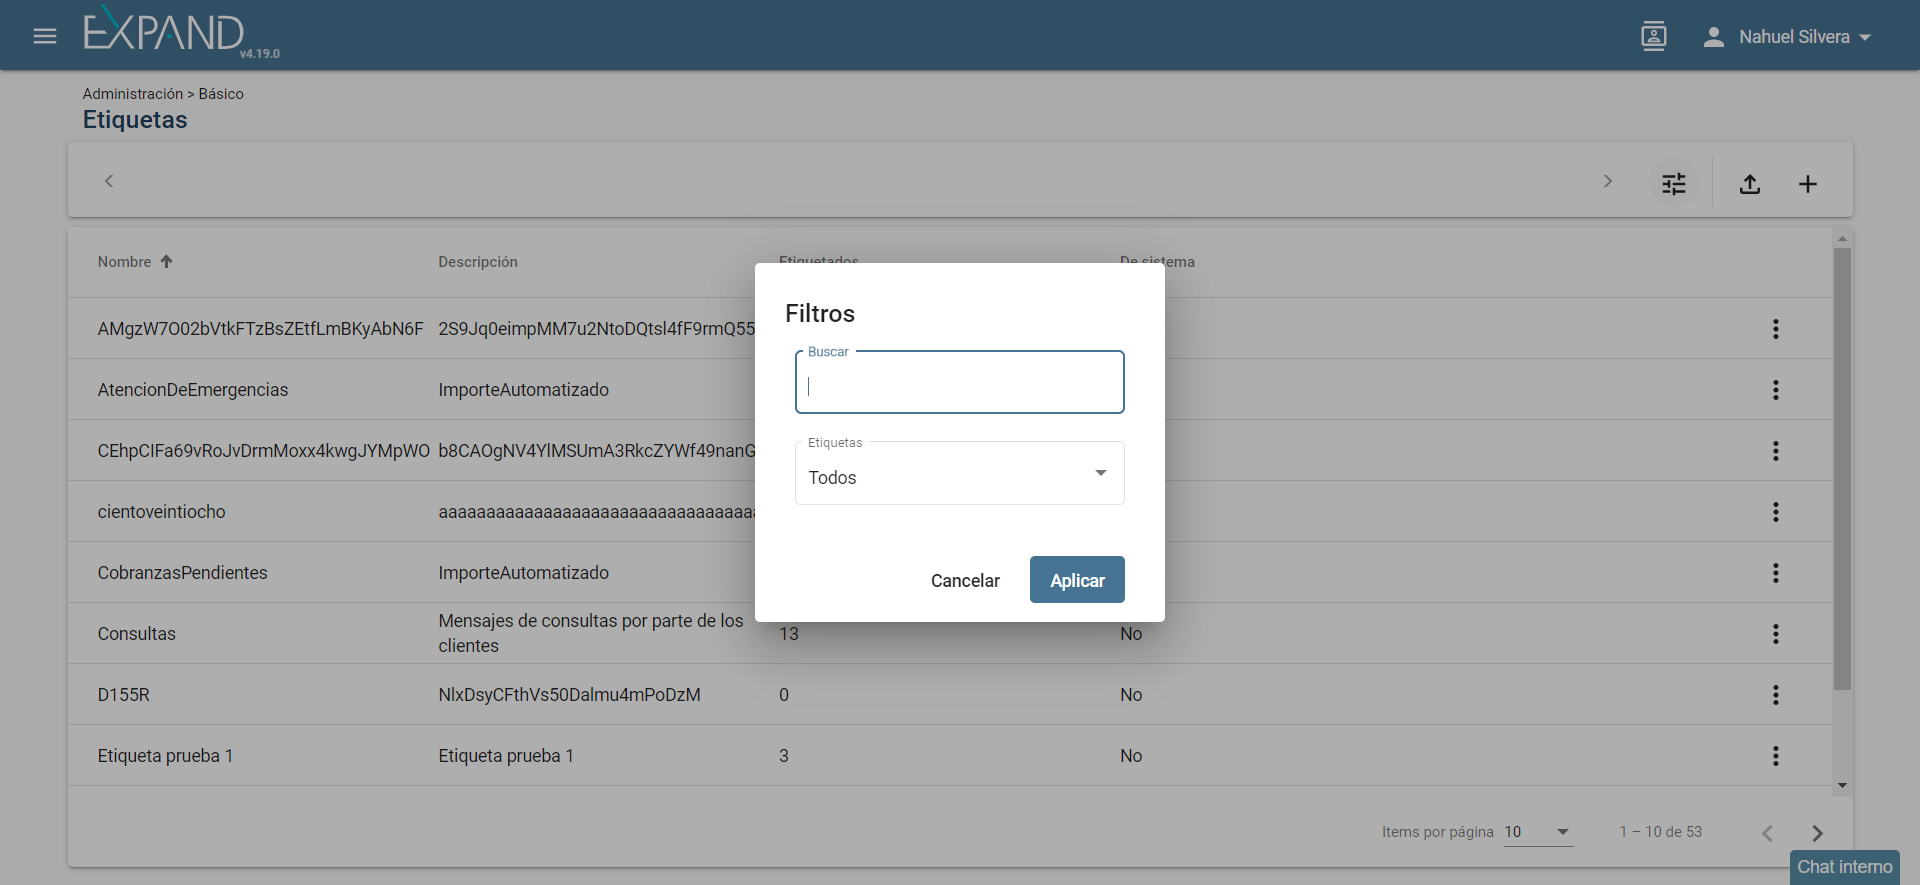 EXPAND
v4.19.0
Nahuel Silvera
Administración > Básico
Etiquetas
Nombre Descripción Etiquetados De sistema
AMgzW7O02bVtkFTzBsZEtfLmBKyAbN6F 2S9Jq0eimpMM7u2NtoDQtsl4fF9rmQ55
AtencionDeEmergencias ImporteAutomatizado
CEhpCIFa69vRoJvDrmMoxx4kwgJYMpWO b8CAOgNV4YlMSUmA3RkcZYWf49nanG
cientoveintiocho aaaaaaaaaaaaaaaaaaaaaaaaaaaaaaaaa
CobranzasPendientes ImporteAutomatizado
Consultas Mensajes de consultas por parte de los clientes 13 No
D155R NlxDsyCFthVs50Dalmu4mPoDzM 0 No
Etiqueta prueba 1 Etiqueta prueba 1 3 No
Filtros
Buscar
Etiquetas
Todos
Cancelar Aplicar
Items por página 10 1 – 10 de 53
Chat interno